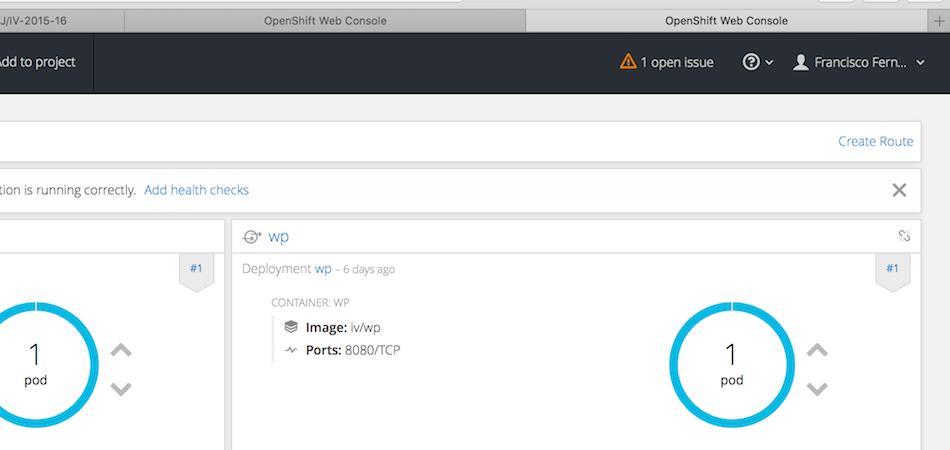 J/IV-2015-16
OpenShift Web Console
OpenShift Web Console
Add to project
1 open issue
?
Francisco Fern...
Create Route
tion is running correctly. Add health checks
wp
#1
Deployment wp – 6 days ago
#1
CONTAINER: WP
Image: iv/wp
Ports: 8080/TCP
1
pod
1
pod